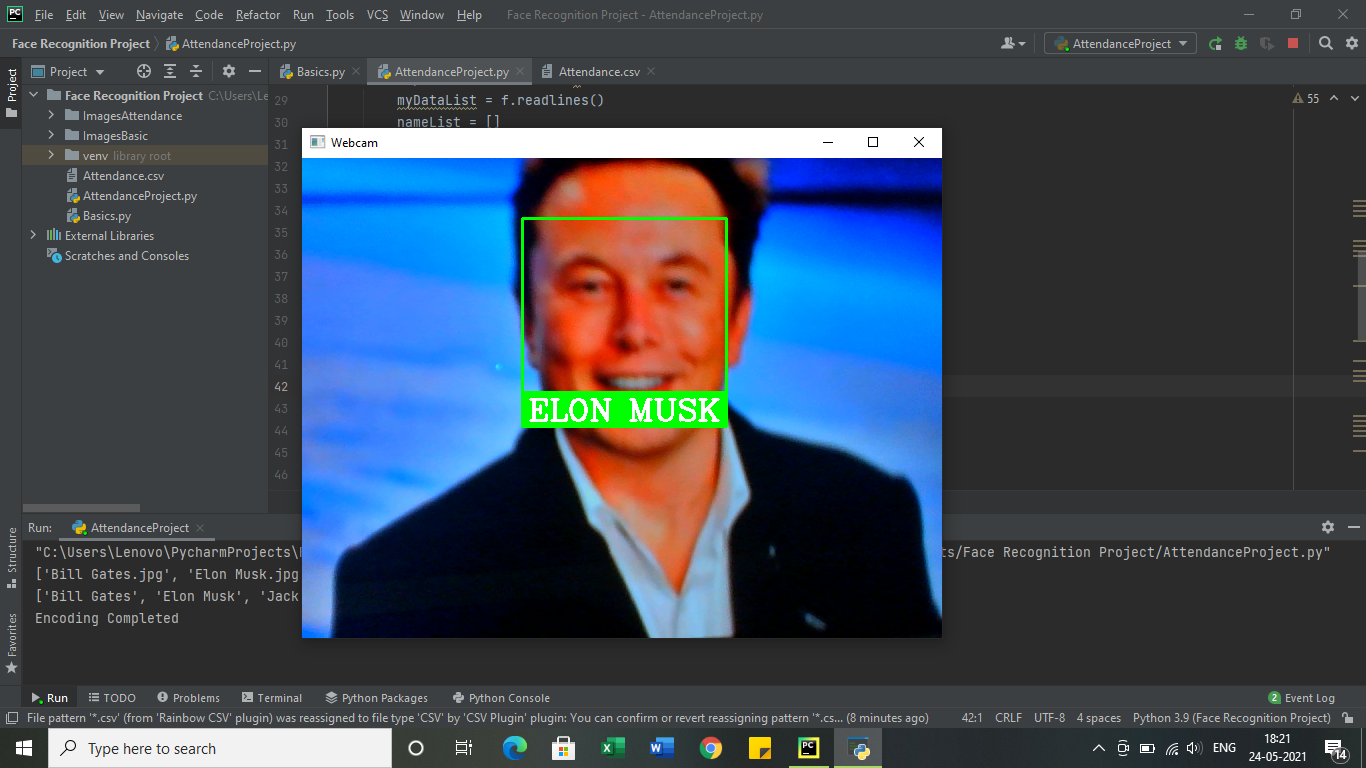 PC File Edit View Navigate Code Refactor Run Tools VCS Window Help Face Recognition Project - AttendanceProject.py
Face Recognition Project AttendanceProject.py AttendanceProject
Project Project Basics.py AttendanceProject.py Attendance.csv
Face Recognition Project C:\Users\Le
ImagesAttendance
ImagesBasic
venv library root
Attendance.csv
AttendanceProject.py
Basics.py
External Libraries
Scratches and Consoles
29 myDataList = f.readlines() 55
30 nameList = []
31
32
33
34
35
36
37
38
39
40
41
42
43
44
45
46
Webcam
ELON MUSK
Structure
Favorites
Run: AttendanceProject
"C:\Users\Lenovo\PycharmProjects\ ts/Face Recognition Project/AttendanceProject.py"
['Bill Gates.jpg', 'Elon Musk.jpg
['Bill Gates', 'Elon Musk', 'Jack
Encoding Completed
Run TODO Problems Terminal Python Packages Python Console 2 Event Log
File pattern '*.csv' (from 'Rainbow CSV' plugin) was reassigned to file type 'CSV' by 'CSV Plugin' plugin: You can confirm or revert reassigning pattern '*.cs... (8 minutes ago) 42:1 CRLF UTF-8 4 spaces Python 3.9 (Face Recognition Project)
Type here to search ENG 18:21
24-05-2021 14